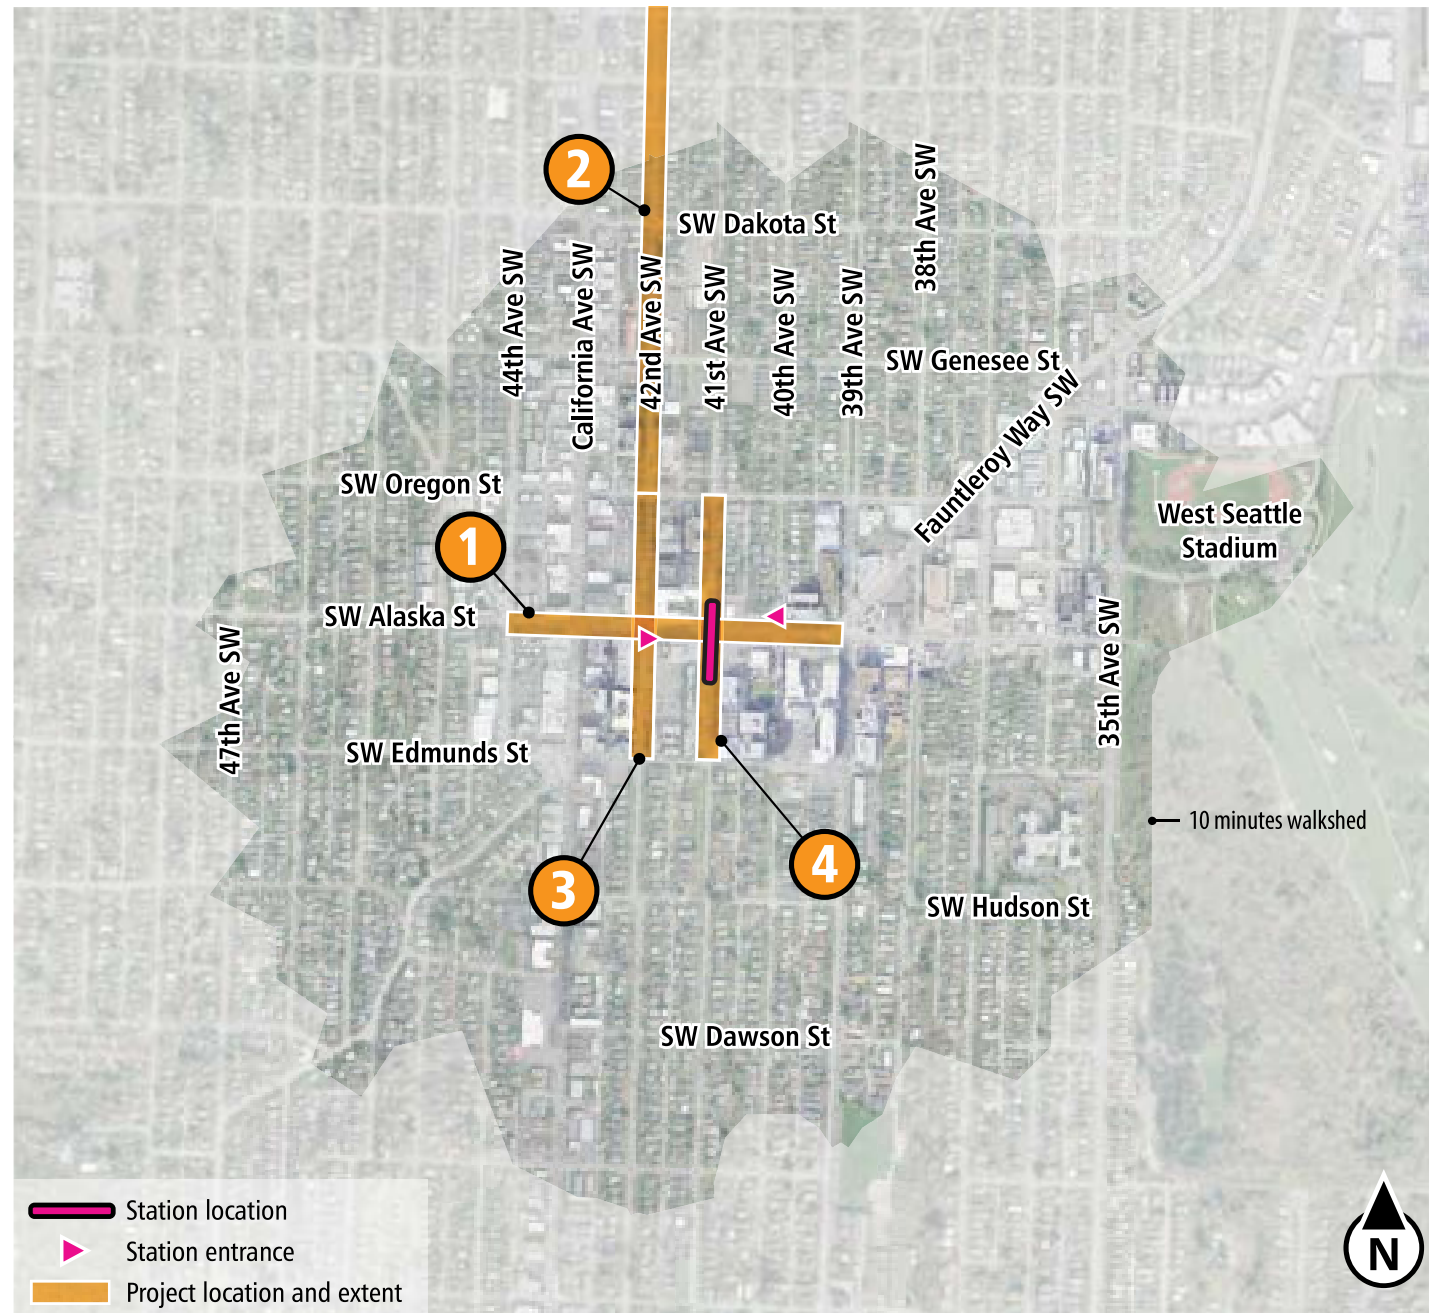 2
SW Dakota St
38th Ave SW
44th Ave SW
California Ave SW
42nd Ave SW
41st Ave SW
40th Ave SW
39th Ave SW
SW Genesee St
Fauntleroy Way SW
SW Oregon St
West Seattle
Stadium
1
SW Alaska St
47th Ave SW
35th Ave SW
SW Edmunds St
10 minutes walkshed
3
4
SW Hudson St
SW Dawson St
Station location
Station entrance
Project location and extent
N